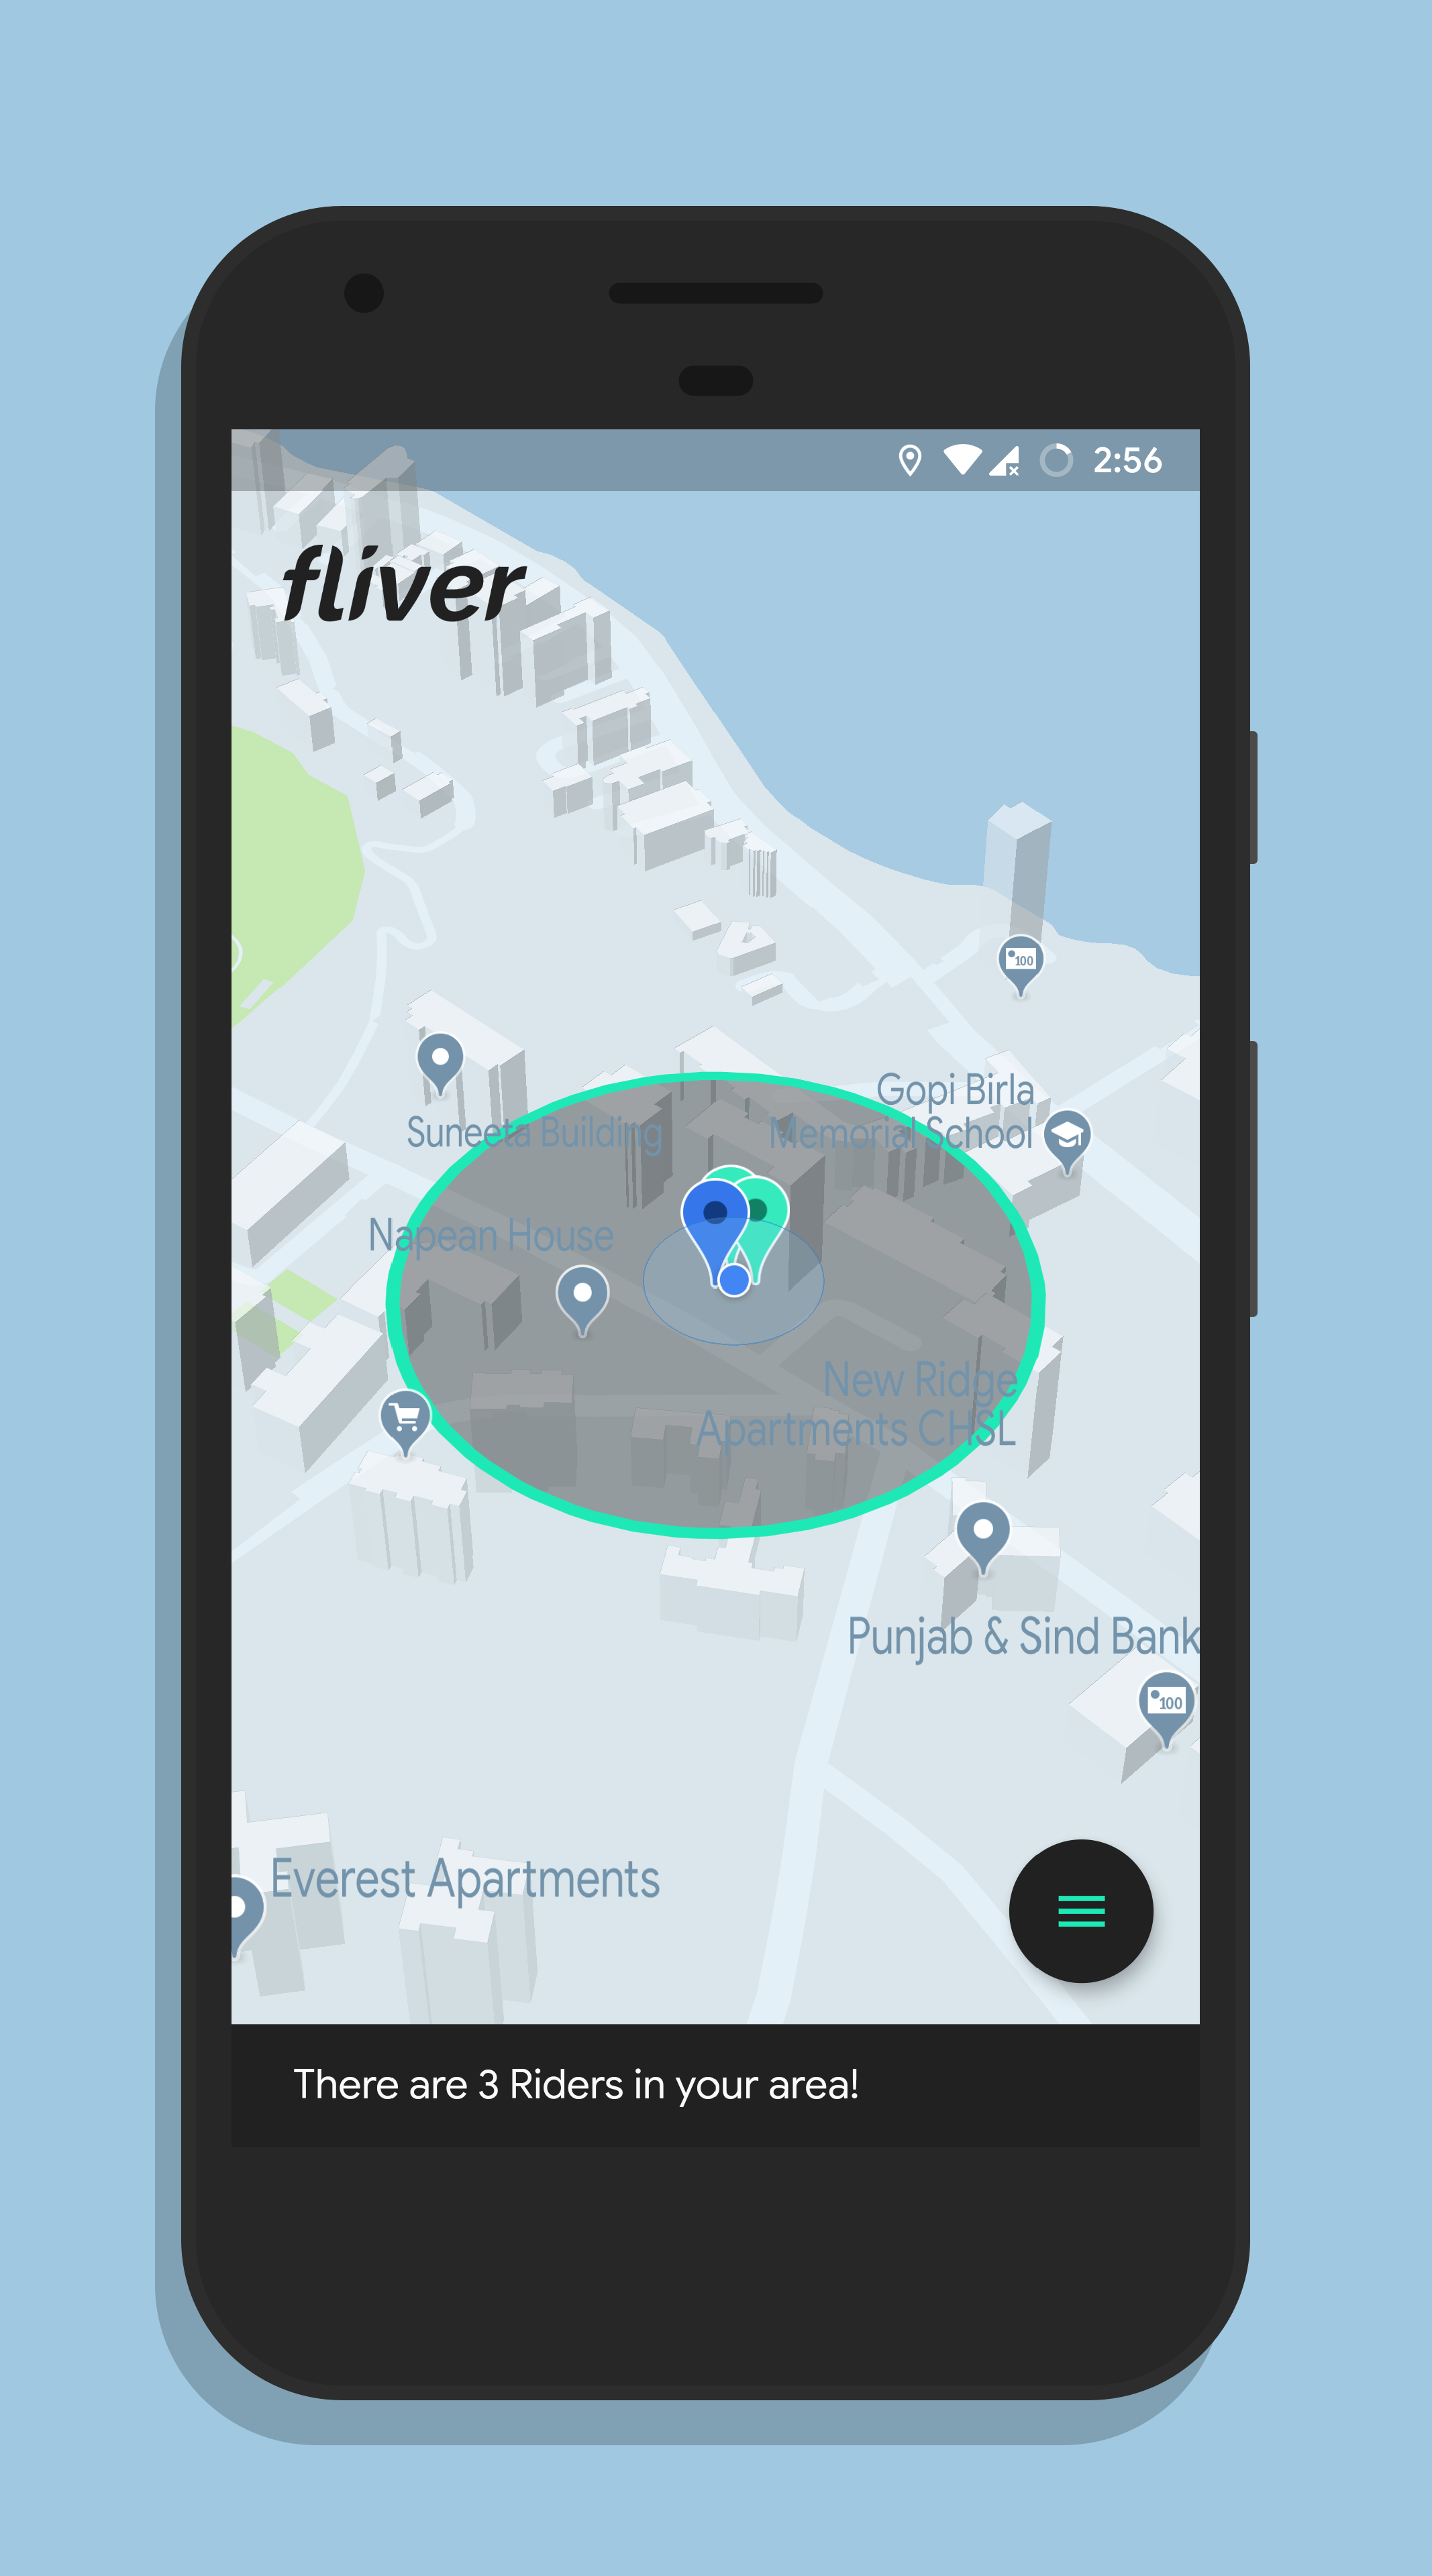 2:56
fliver
100
Gopi Birla
Memorial School
Suneeta Building
Napean House
New Ridge
Apartments CHSL
Punjab & Sind Bank
100
Everest Apartments
There are 3 Riders in your area!